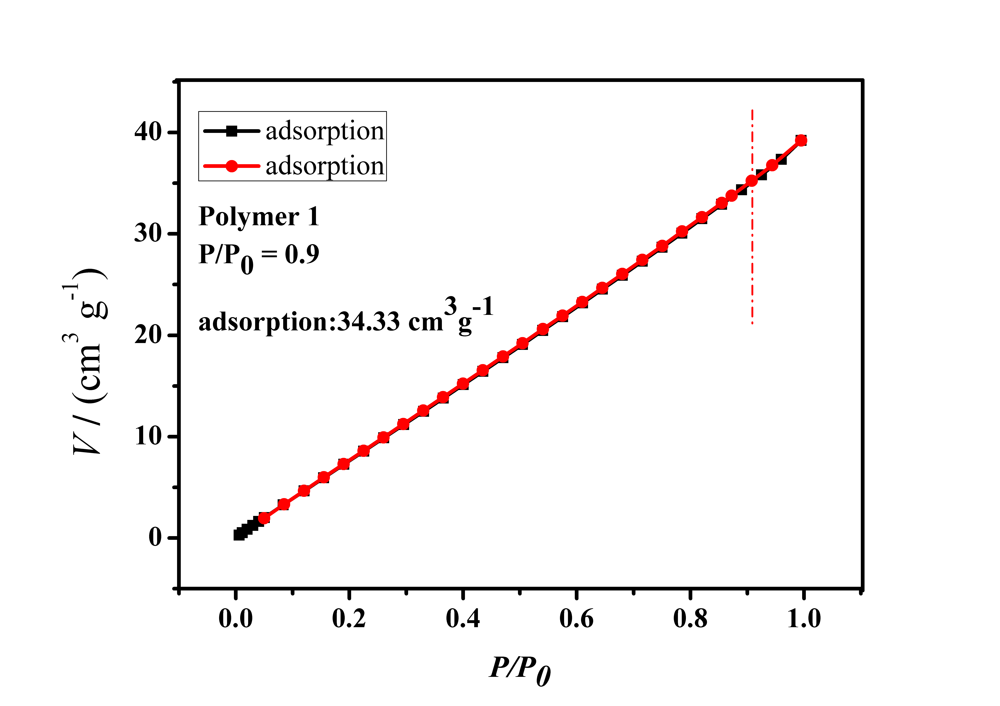 adsorption
adsorption
Polymer 1
P/P0 = 0.9
adsorption:34.33 cm3g-1
V / (cm3 g-1)
40
30
20
10
0
0.0 0.2 0.4 0.6 0.8 1.0
P/P0